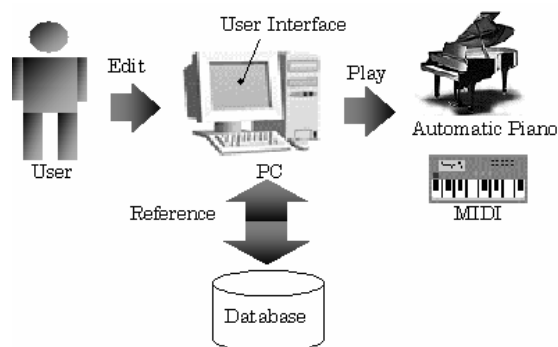 User Interface
Edit
Play
Automatic Piano
User
PC
MIDI
Reference
Database